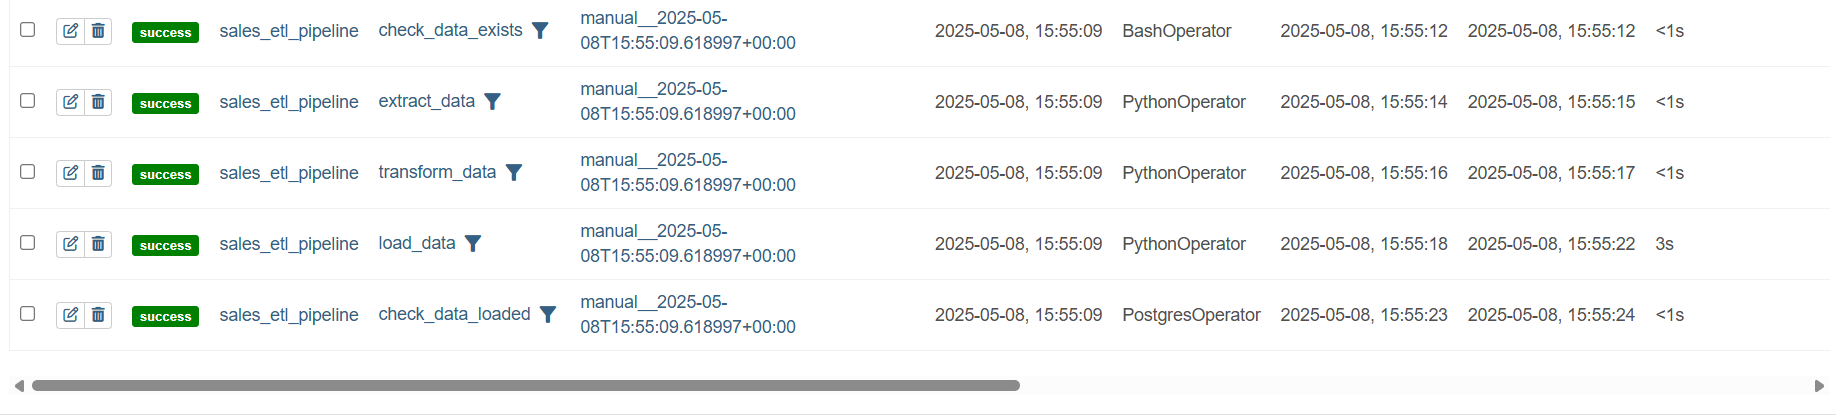 success sales_etl_pipeline check_data_exists manual__2025-05-08T15:55:09.618997+00:00 2025-05-08, 15:55:09 BashOperator 2025-05-08, 15:55:12 2025-05-08, 15:55:12 <1s
success sales_etl_pipeline extract_data manual__2025-05-08T15:55:09.618997+00:00 2025-05-08, 15:55:09 PythonOperator 2025-05-08, 15:55:14 2025-05-08, 15:55:15 <1s
success sales_etl_pipeline transform_data manual__2025-05-08T15:55:09.618997+00:00 2025-05-08, 15:55:09 PythonOperator 2025-05-08, 15:55:16 2025-05-08, 15:55:17 <1s
success sales_etl_pipeline load_data manual__2025-05-08T15:55:09.618997+00:00 2025-05-08, 15:55:09 PythonOperator 2025-05-08, 15:55:18 2025-05-08, 15:55:22 3s
success sales_etl_pipeline check_data_loaded manual__2025-05-08T15:55:09.618997+00:00 2025-05-08, 15:55:09 PostgresOperator 2025-05-08, 15:55:23 2025-05-08, 15:55:24 <1s